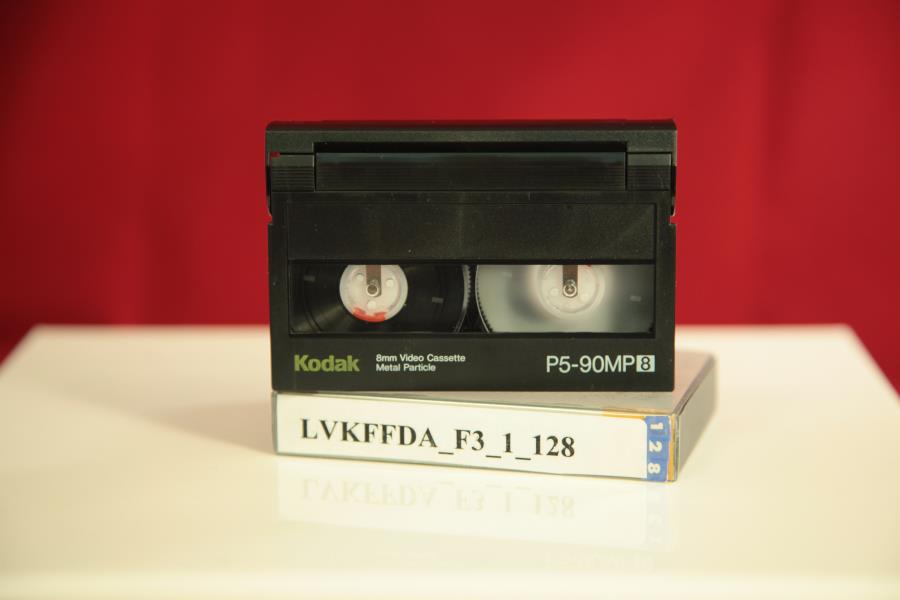 Kodak
8mm Video Cassette
Metal Particle
P5-90MP8
LVKFFDA_F3_1_128
128